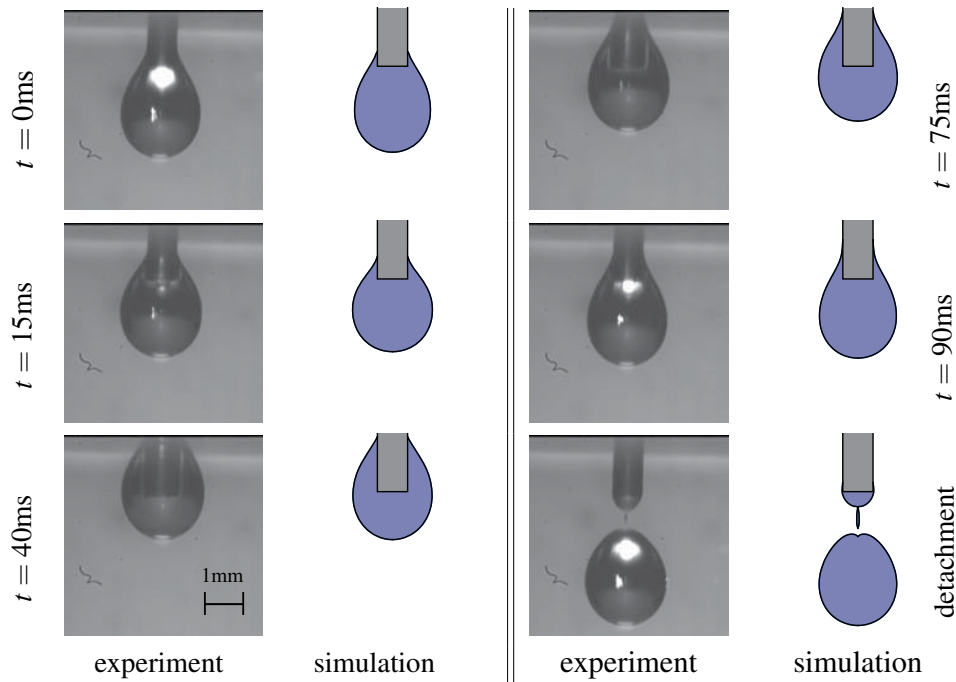 t = 0ms
t = 15ms
t = 40ms
1mm
experiment
simulation
t = 75ms
t = 90ms
detachment
experiment
simulation